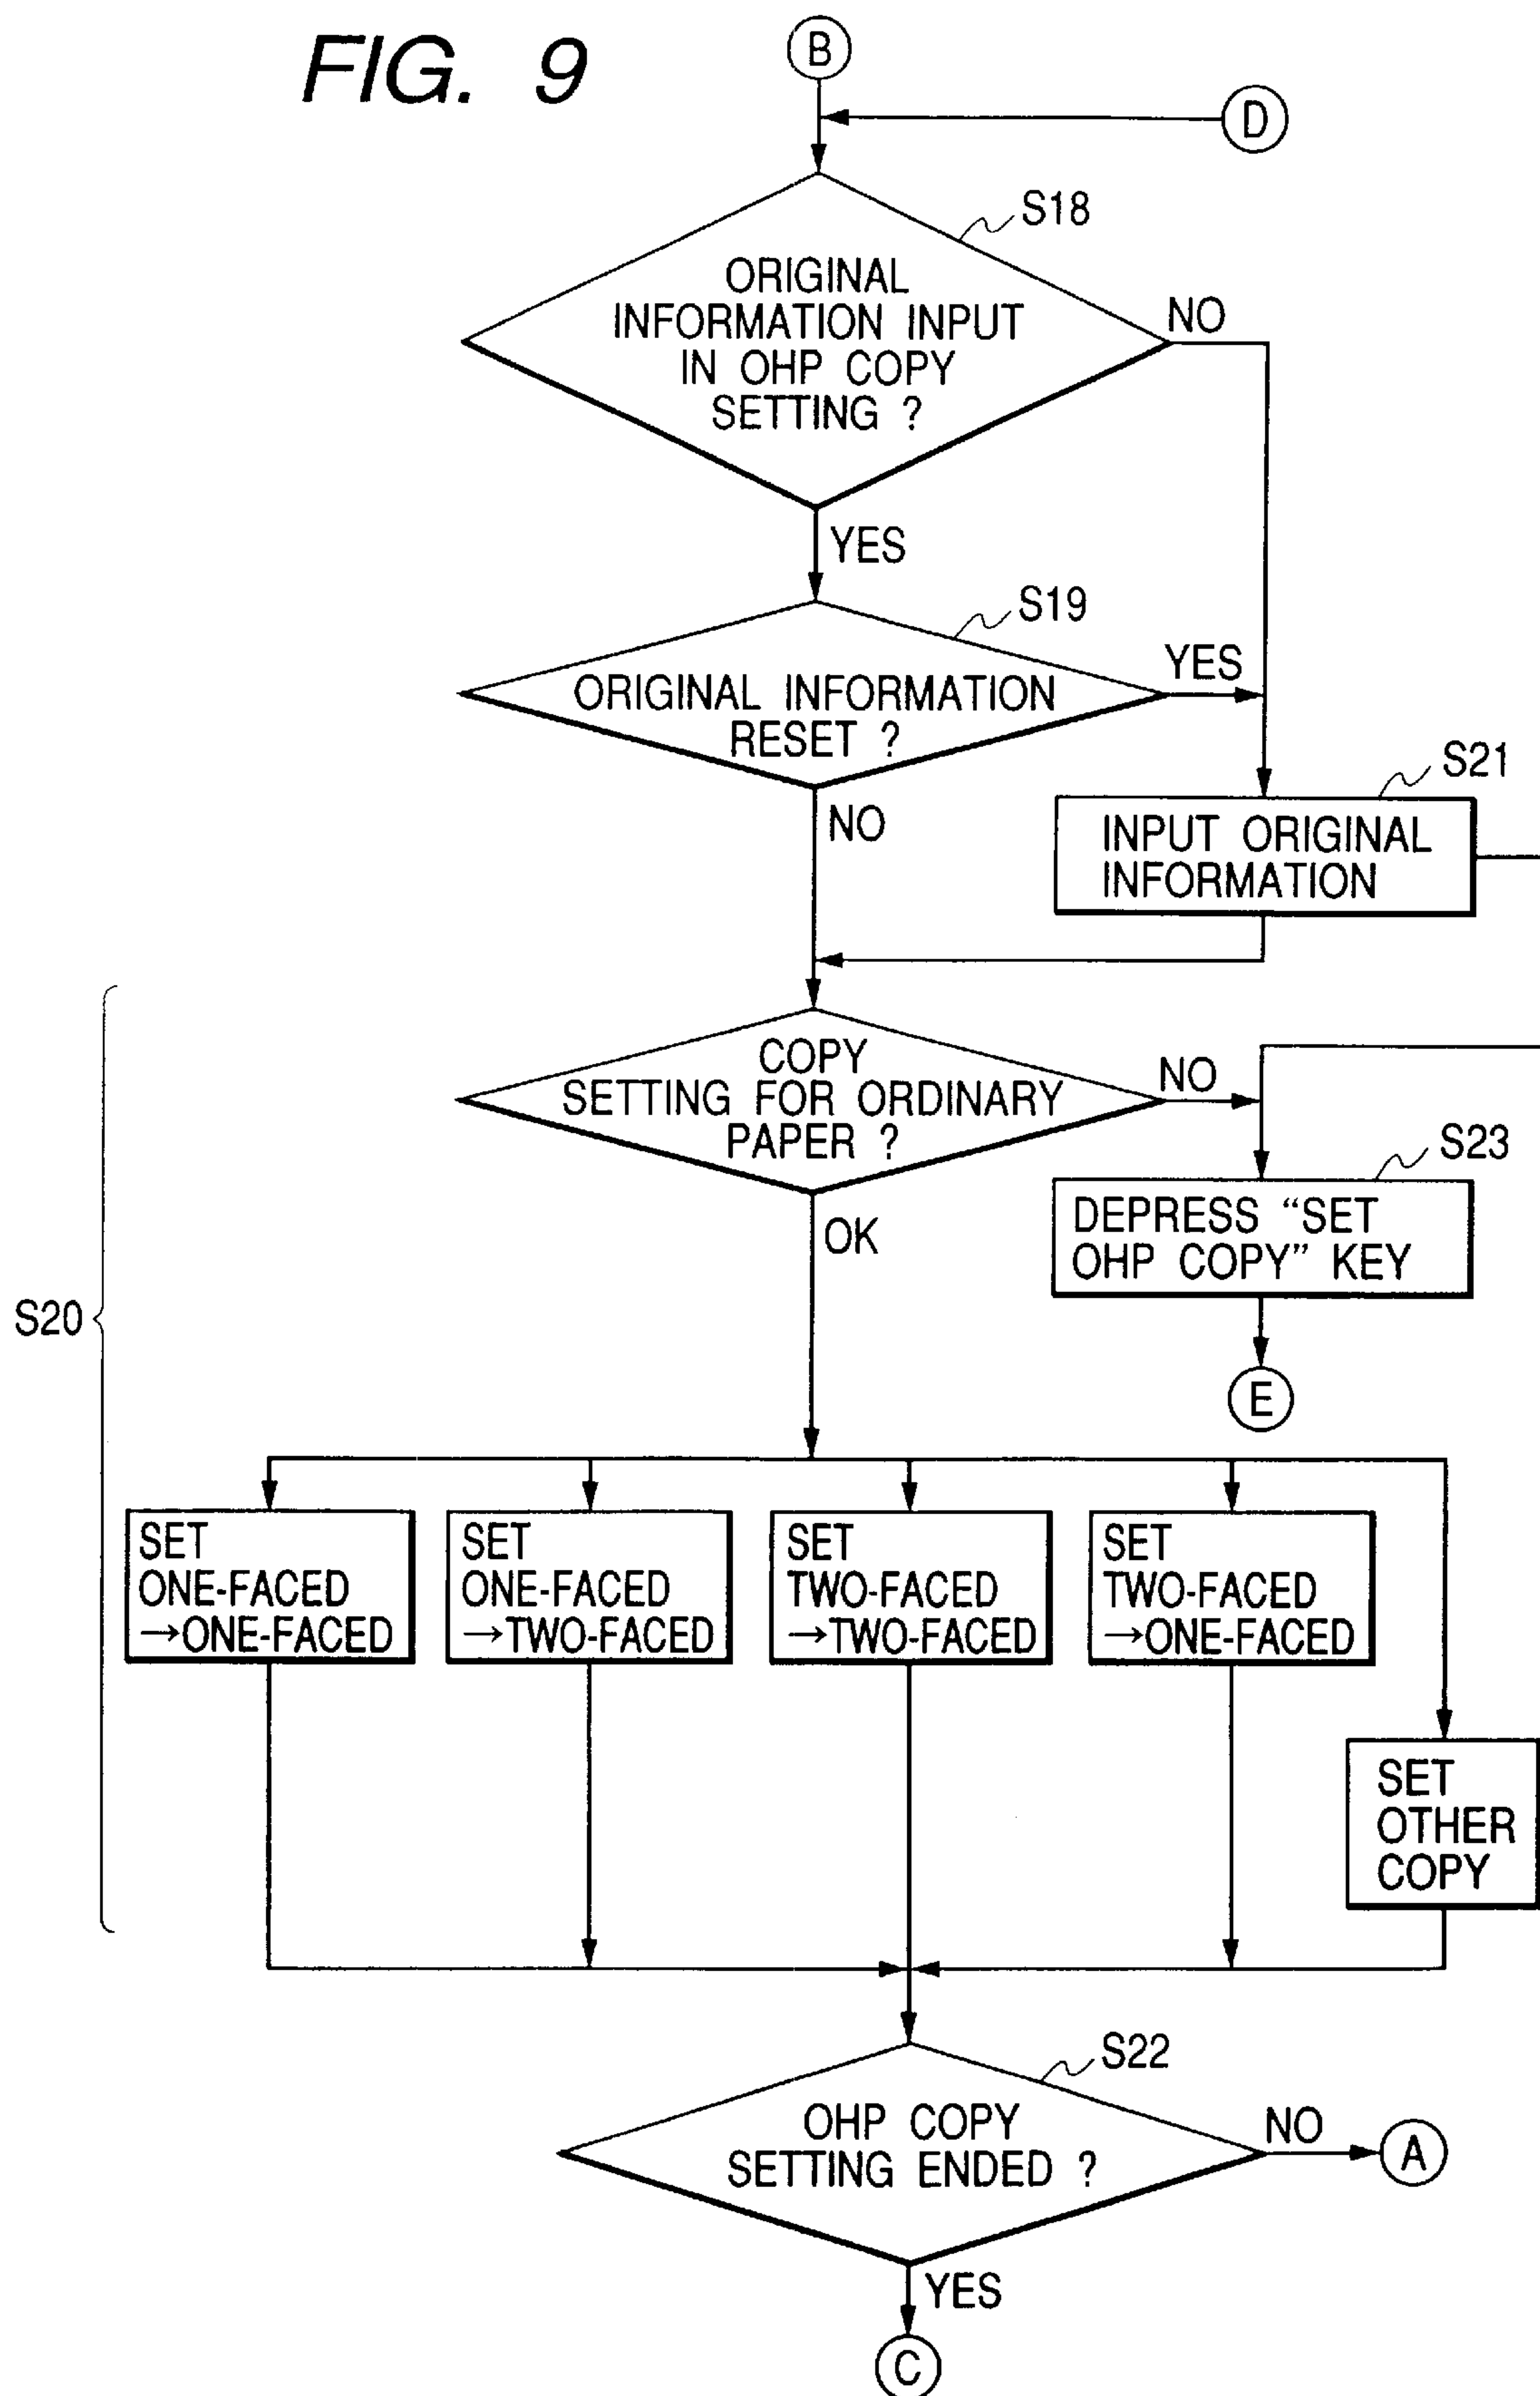 FIG. 9
B
D
S18
ORIGINAL
INFORMATION INPUT
IN OHP COPY
SETTING ?
NO
YES
S19
ORIGINAL INFORMATION
RESET ?
YES
NO
S21
INPUT ORIGINAL
INFORMATION
COPY
SETTING FOR ORDINARY
PAPER ?
NO
OK
S23
DEPRESS “SET
OHP COPY” KEY
E
S20
SET
ONE-FACED
→ONE-FACED
SET
ONE-FACED
→TWO-FACED
SET
TWO-FACED
→TWO-FACED
SET
TWO-FACED
→ONE-FACED
SET
OTHER
COPY
S22
OHP COPY
SETTING ENDED ?
NO
A
YES
C